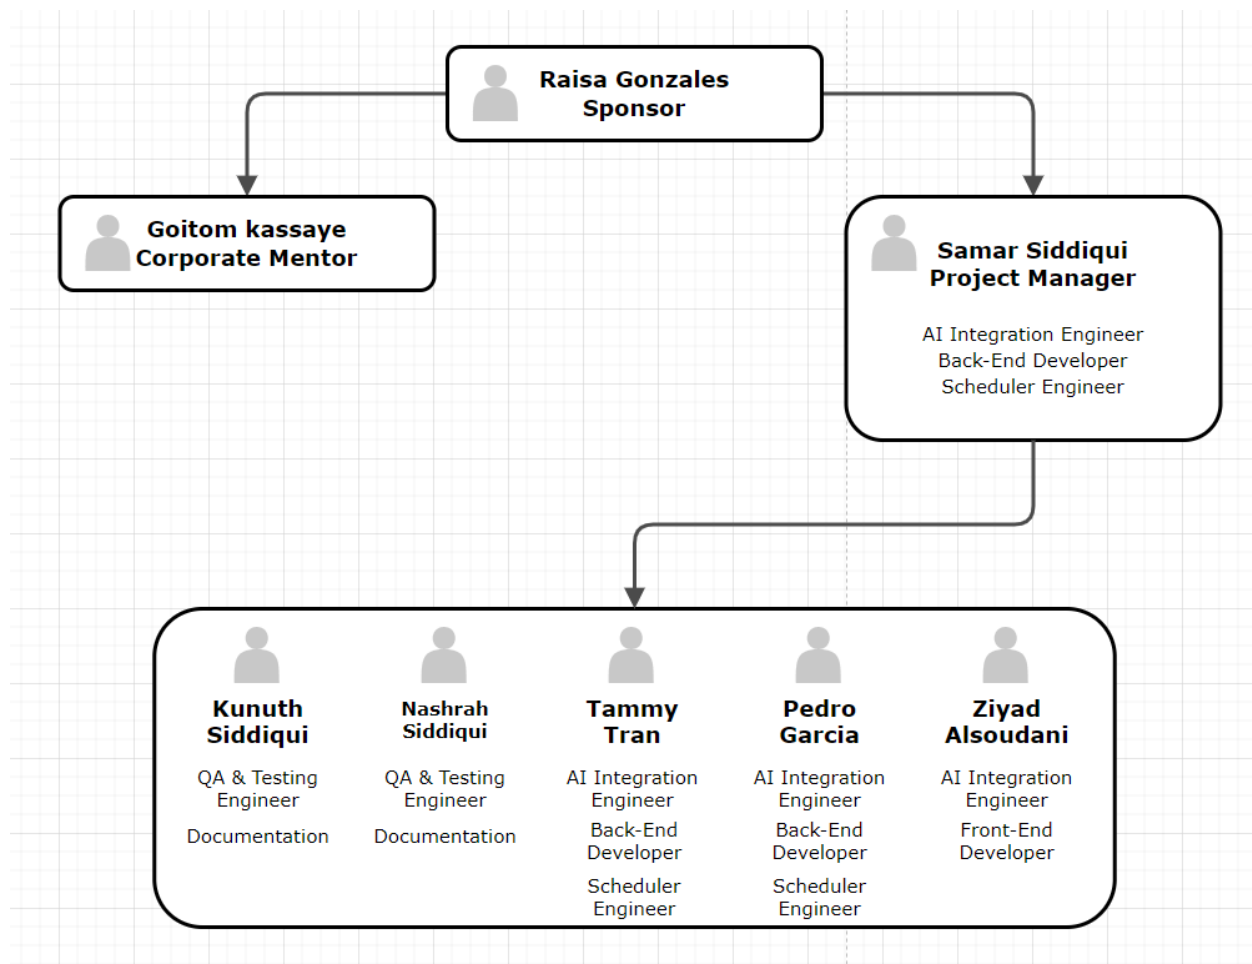 Raisa Gonzales
Sponsor
Goitom kassaye
Corporate Mentor
Samar Siddiqui
Project Manager
AI Integration Engineer
Back-End Developer
Scheduler Engineer
Kunuth
Siddiqui
QA & Testing
Engineer
Documentation
Nashrah
Siddiqui
QA & Testing
Engineer
Documentation
Tammy
Tran
AI Integration
Engineer
Back-End
Developer
Scheduler
Engineer
Pedro
Garcia
AI Integration
Engineer
Back-End
Developer
Scheduler
Engineer
Ziyad
Alsoudani
AI Integration
Engineer
Front-End
Developer